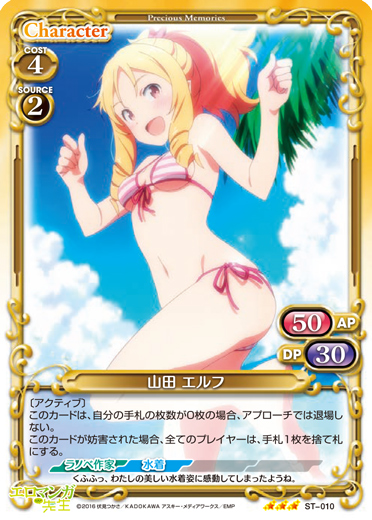 Precious Memories
Character
COST
4
SOURCE
2
50 AP
DP 30
山田 エルフ
［アクティブ］
このカードは、自分の手札の枚数が0枚の場合、アプローチでは退場し
ない。
このカードが妨害された場合、全てのプレイヤーは、手札1枚を捨て札
にする。
ラノベ作家 水着
くふふっ、わたしの美しい水着姿に感動してしまったようね。
エロマンガ
先生
©2016 伏見つかさ／KADOKAWA アスキー・メディアワークス／EMP
ST-010